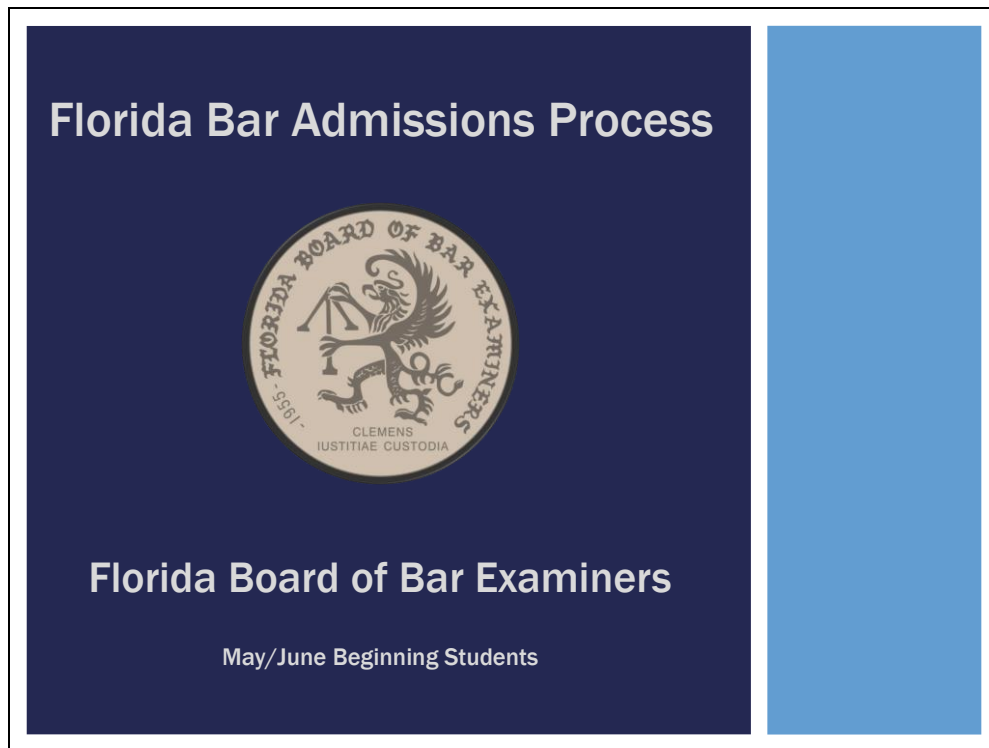 Florida Bar Admissions Process
FLORIDA BOARD OF BAR EXAMINERS
-1955-
CLEMENS
IUSTITIAE CUSTODIA
Florida Board of Bar Examiners
May/June Beginning Students